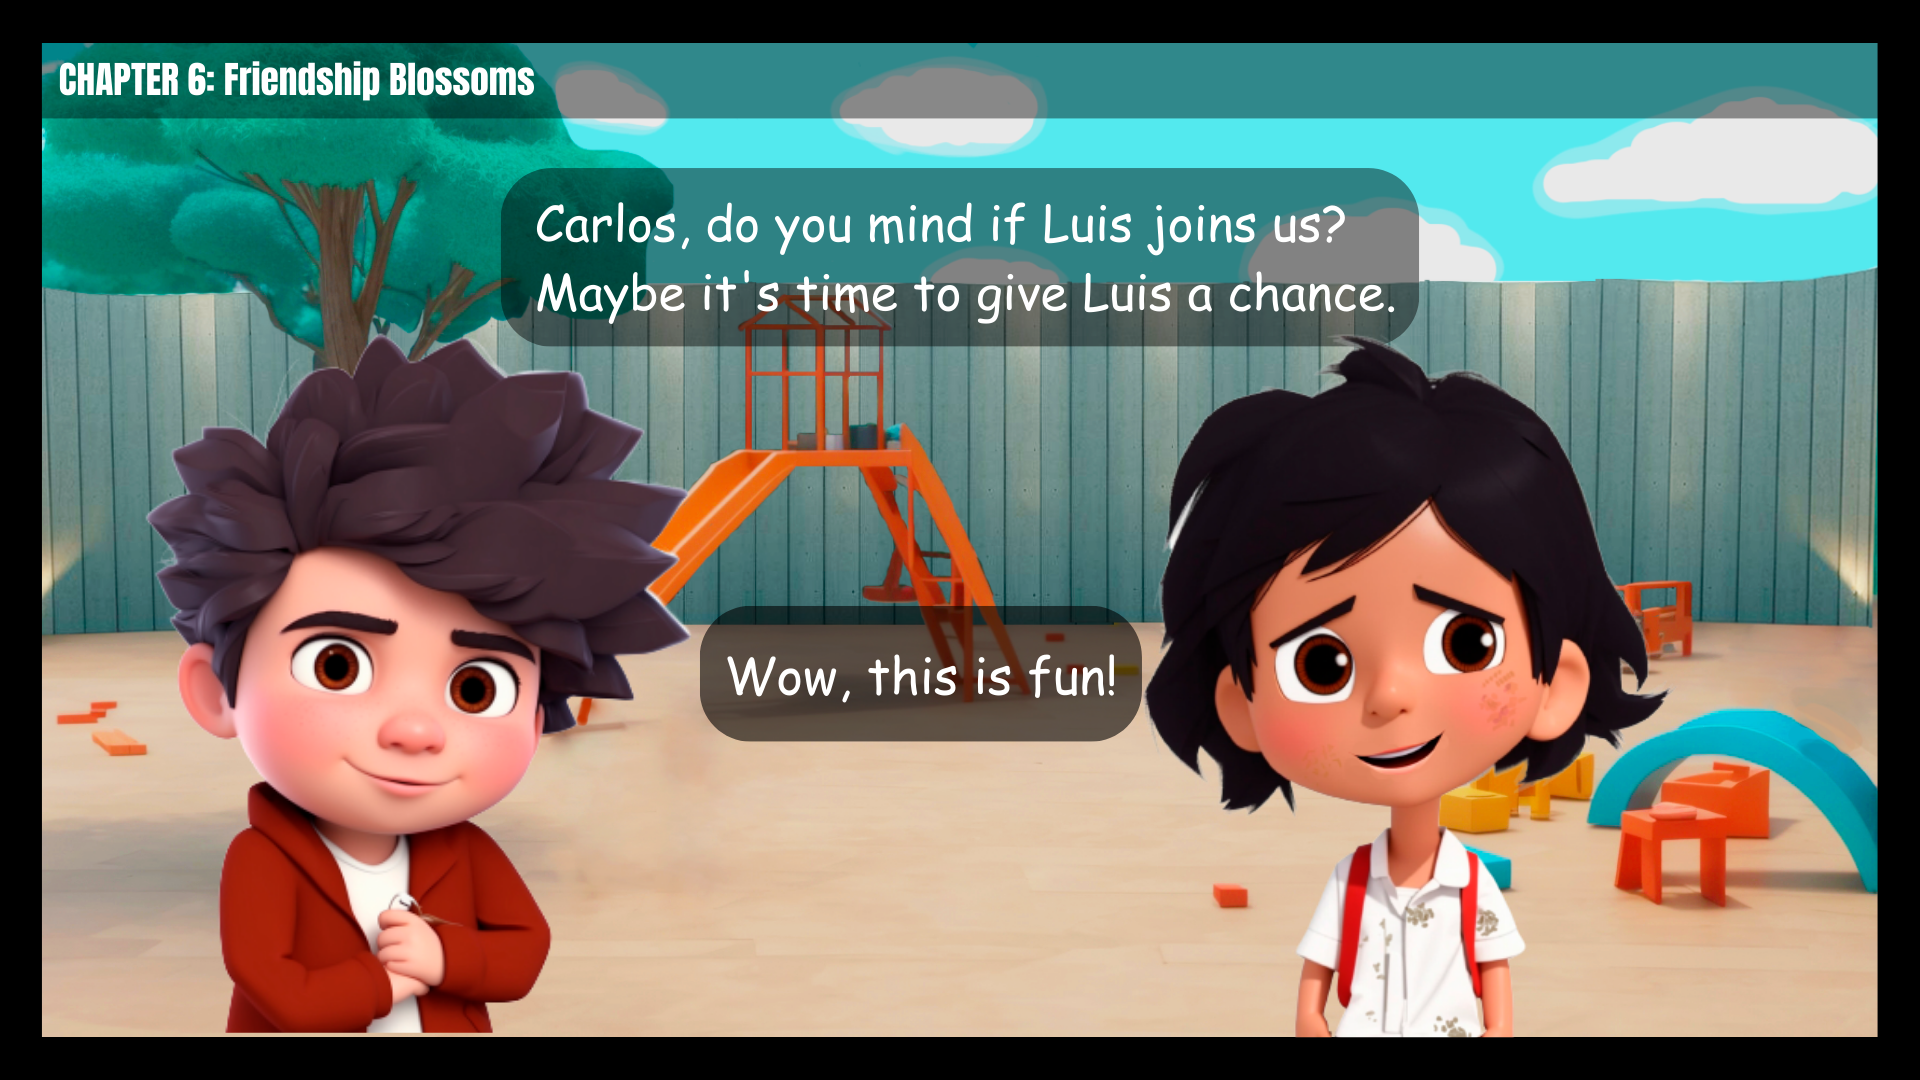 CHAPTER 6: Friendship Blossoms
Carlos, do you mind if Luis joins us?
Maybe it's time to give Luis a chance.
Wow, this is fun!